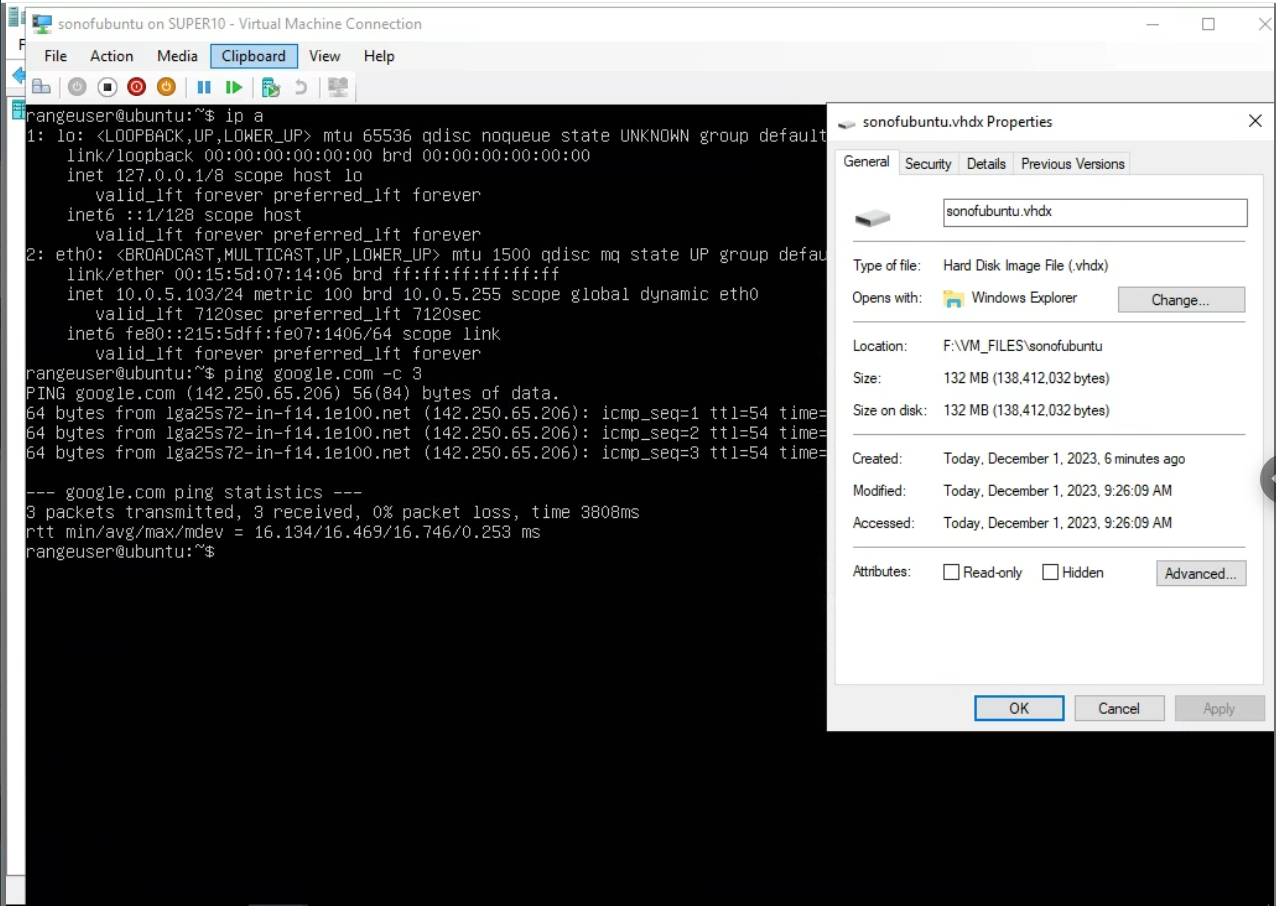 sonofubuntu on SUPER10 - Virtual Machine Connection
File Action Media Clipboard View Help
rangeuser@ubuntu:~$ ip a
1: lo: <LOOPBACK,UP,LOWER_UP> mtu 65536 qdisc noqueue state UNKNOWN group default
link/loopback 00:00:00:00:00:00 brd 00:00:00:00:00:00
inet 127.0.0.1/8 scope host lo
valid_lft forever preferred_lft forever
inet6 ::1/128 scope host
valid_lft forever preferred_lft forever
2: eth0: <BROADCAST,MULTICAST,UP,LOWER_UP> mtu 1500 qdisc mq state UP group defau
link/ether 00:15:5d:07:14:06 brd ff:ff:ff:ff:ff:ff
inet 10.0.5.103/24 metric 100 brd 10.0.5.255 scope global dynamic eth0
valid_lft 7120sec preferred_lft 7120sec
inet6 fe80::215:5dff:fe07:1406/64 scope link
valid_lft forever preferred_lft forever
rangeuser@ubuntu:~$ ping google.com -c 3
PING google.com (142.250.65.206) 56(84) bytes of data.
64 bytes from lga25s72-in-f14.1e100.net (142.250.65.206): icmp_seq=1 ttl=54 time=
64 bytes from lga25s72-in-f14.1e100.net (142.250.65.206): icmp_seq=2 ttl=54 time=
64 bytes from lga25s72-in-f14.1e100.net (142.250.65.206): icmp_seq=3 ttl=54 time=
--- google.com ping statistics ---
3 packets transmitted, 3 received, 0% packet loss, time 3808ms
rtt min/avg/max/mdev = 16.134/16.469/16.746/0.253 ms
rangeuser@ubuntu:~$
sonofubuntu.vhdx Properties
General Security Details Previous Versions
sonofubuntu.vhdx
Type of file: Hard Disk Image File (.vhdx)
Opens with: Windows Explorer Change...
Location: F:\VM_FILES\sonofubuntu
Size: 132 MB (138,412,032 bytes)
Size on disk: 132 MB (138,412,032 bytes)
Created: Today, December 1, 2023, 6 minutes ago
Modified: Today, December 1, 2023, 9:26:09 AM
Accessed: Today, December 1, 2023, 9:26:09 AM
Attributes: Read-only Hidden Advanced...
OK Cancel Apply